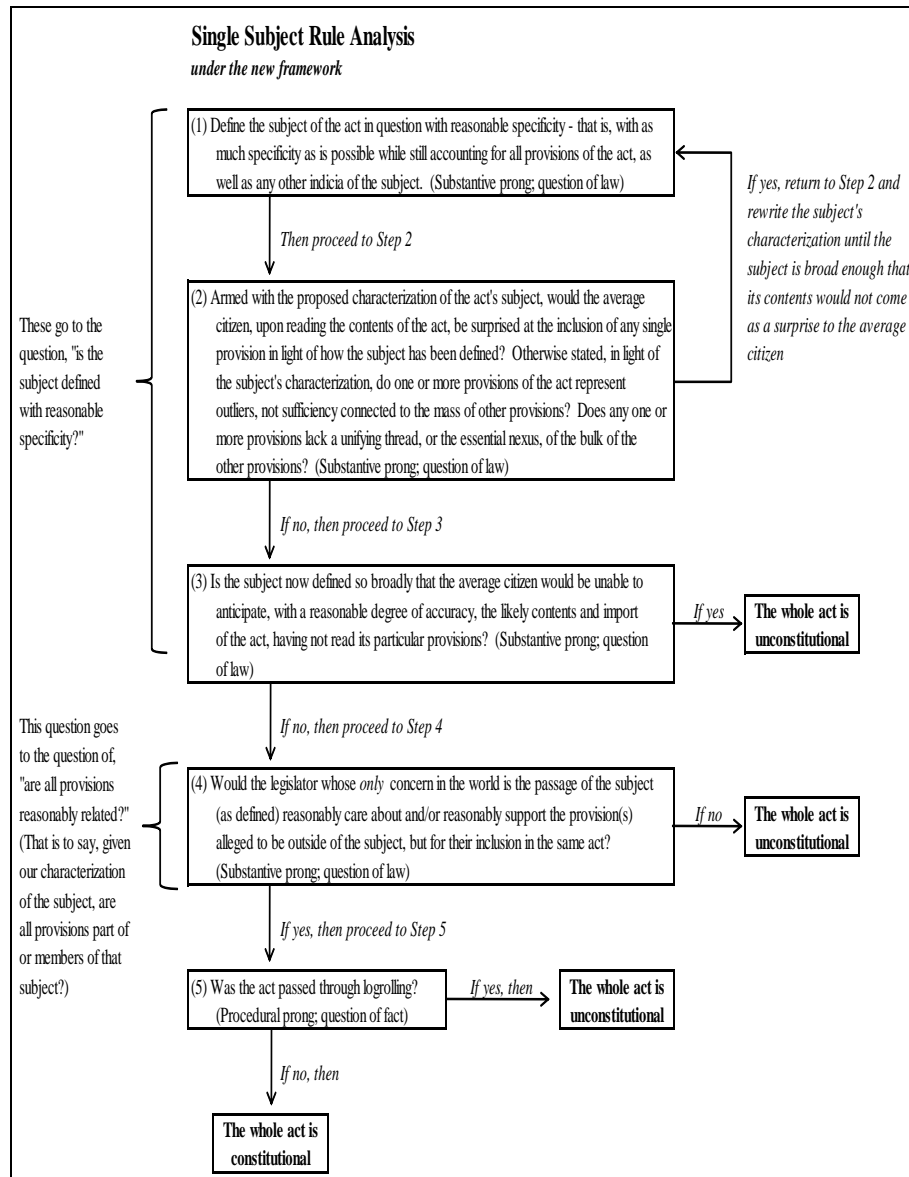 Single Subject Rule Analysis
under the new framework
(1) Define the subject of the act in question with reasonable specificity - that is, with as
much specificity as is possible while still accounting for all provisions of the act, as
well as any other indicia of the subject. (Substantive prong; question of law)
If yes, return to Step 2 and
rewrite the subject's
characterization until the
subject is broad enough that
its contents would not come
as a surprise to the average
citizen
Then proceed to Step 2
These go to the
question, "is the
subject defined
with reasonable
specificity?"
(2) Armed with the proposed characterization of the act's subject, would the average
citizen, upon reading the contents of the act, be surprised at the inclusion of any single
provision in light of how the subject has been defined? Otherwise stated, in light of
the subject's characterization, do one or more provisions of the act represent
outliers, not sufficiency connected to the mass of other provisions? Does any one or
more provisions lack a unifying thread, or the essential nexus, of the bulk of the
other provisions? (Substantive prong; question of law)
If no, then proceed to Step 3
(3) Is the subject now defined so broadly that the average citizen would be unable to
anticipate, with a reasonable degree of accuracy, the likely contents and import
of the act, having not read its particular provisions? (Substantive prong; question
of law)
If yes
The whole act is
unconstitutional
If no, then proceed to Step 4
This question goes
to the question of,
"are all provisions
reasonably related?"
(That is to say, given
our characterization
of the subject, are
all provisions part of
or members of that
subject?)
(4) Would the legislator whose only concern in the world is the passage of the subject
(as defined) reasonably care about and/or reasonably support the provision(s)
alleged to be outside of the subject, but for their inclusion in the same act?
(Substantive prong; question of law)
If no
The whole act is
unconstitutional
If yes, then proceed to Step 5
(5) Was the act passed through logrolling?
(Procedural prong; question of fact)
If yes, then
The whole act is
unconstitutional
If no, then
The whole act is
constitutional